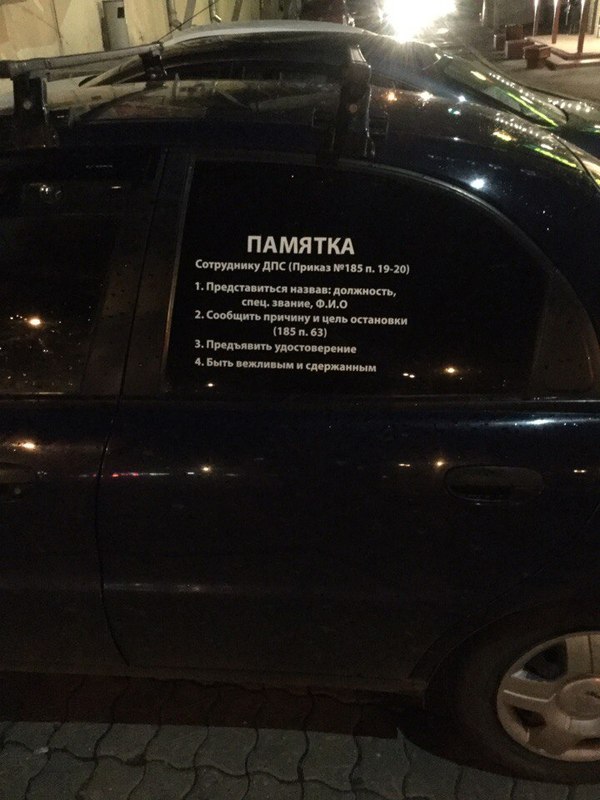 ПАМЯТКА
Сотруднику ДПС (Приказ №185 п. 19-20)
1. Представиться назвав: должность,
спец. звание, Ф.И.О
2. Сообщить причину и цель остановки
(185 п. 63)
3. Предъявить удостоверение
4. Быть вежливым и сдержанным